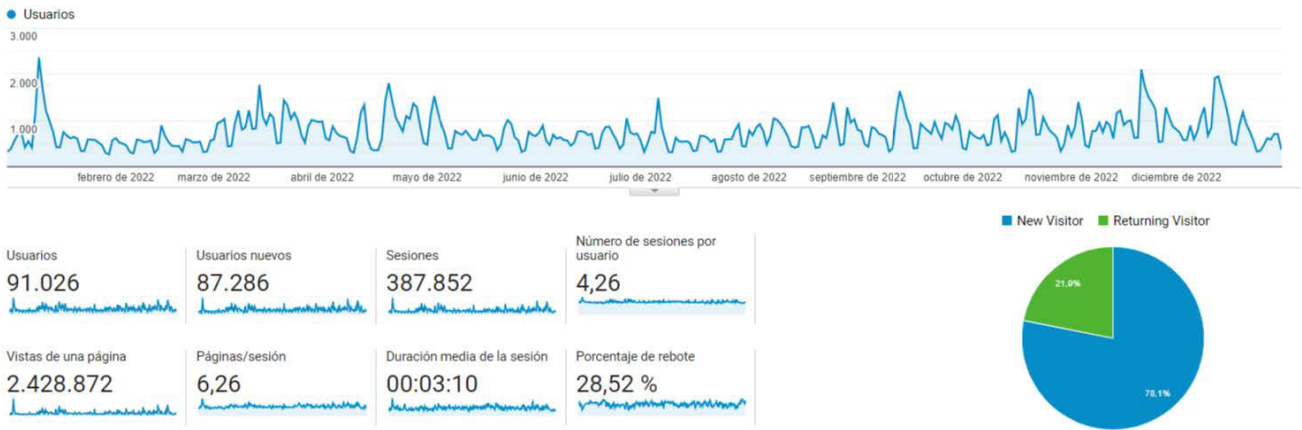 Usuarios
3.000
2.000
1.000
febrero de 2022 marzo de 2022 abril de 2022 mayo de 2022 junio de 2022 julio de 2022 agosto de 2022 septiembre de 2022 octubre de 2022 noviembre de 2022 diciembre de 2022
New Visitor Returning Visitor
Usuarios
91.026
Usuarios nuevos
87.286
Sesiones
387.852
Número de sesiones por
usuario
4,26
Vistas de una página
2.428.872
Páginas/sesión
6,26
Duración media de la sesión
00:03:10
Porcentaje de rebote
28,52 %
21,9%
78,1%